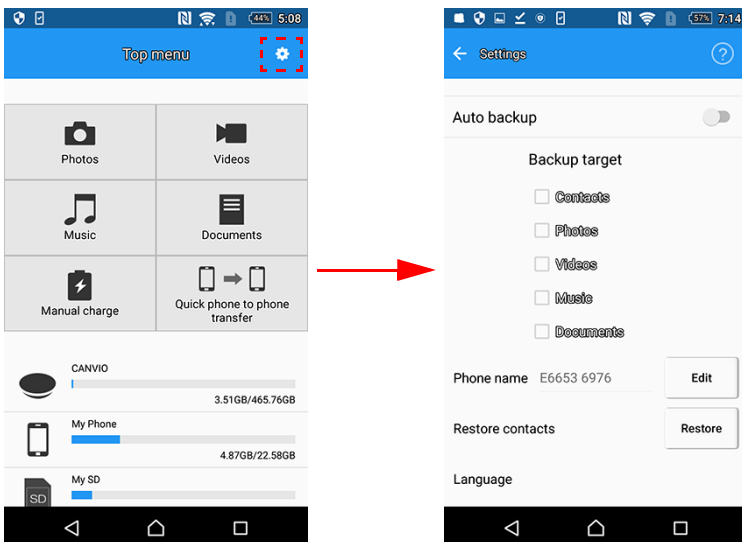 44% 5:08
Top menu
Photos
Videos
Music
Documents
Manual charge
Quick phone to phone
transfer
CANVIO
3.51GB/465.76GB
My Phone
4.87GB/22.58GB
My SD
SD
57% 7:14
Settings
?
Auto backup
Backup target
Contacts
Photos
Videos
Music
Documents
Phone name E6653 6976 Edit
Restore contacts Restore
Language